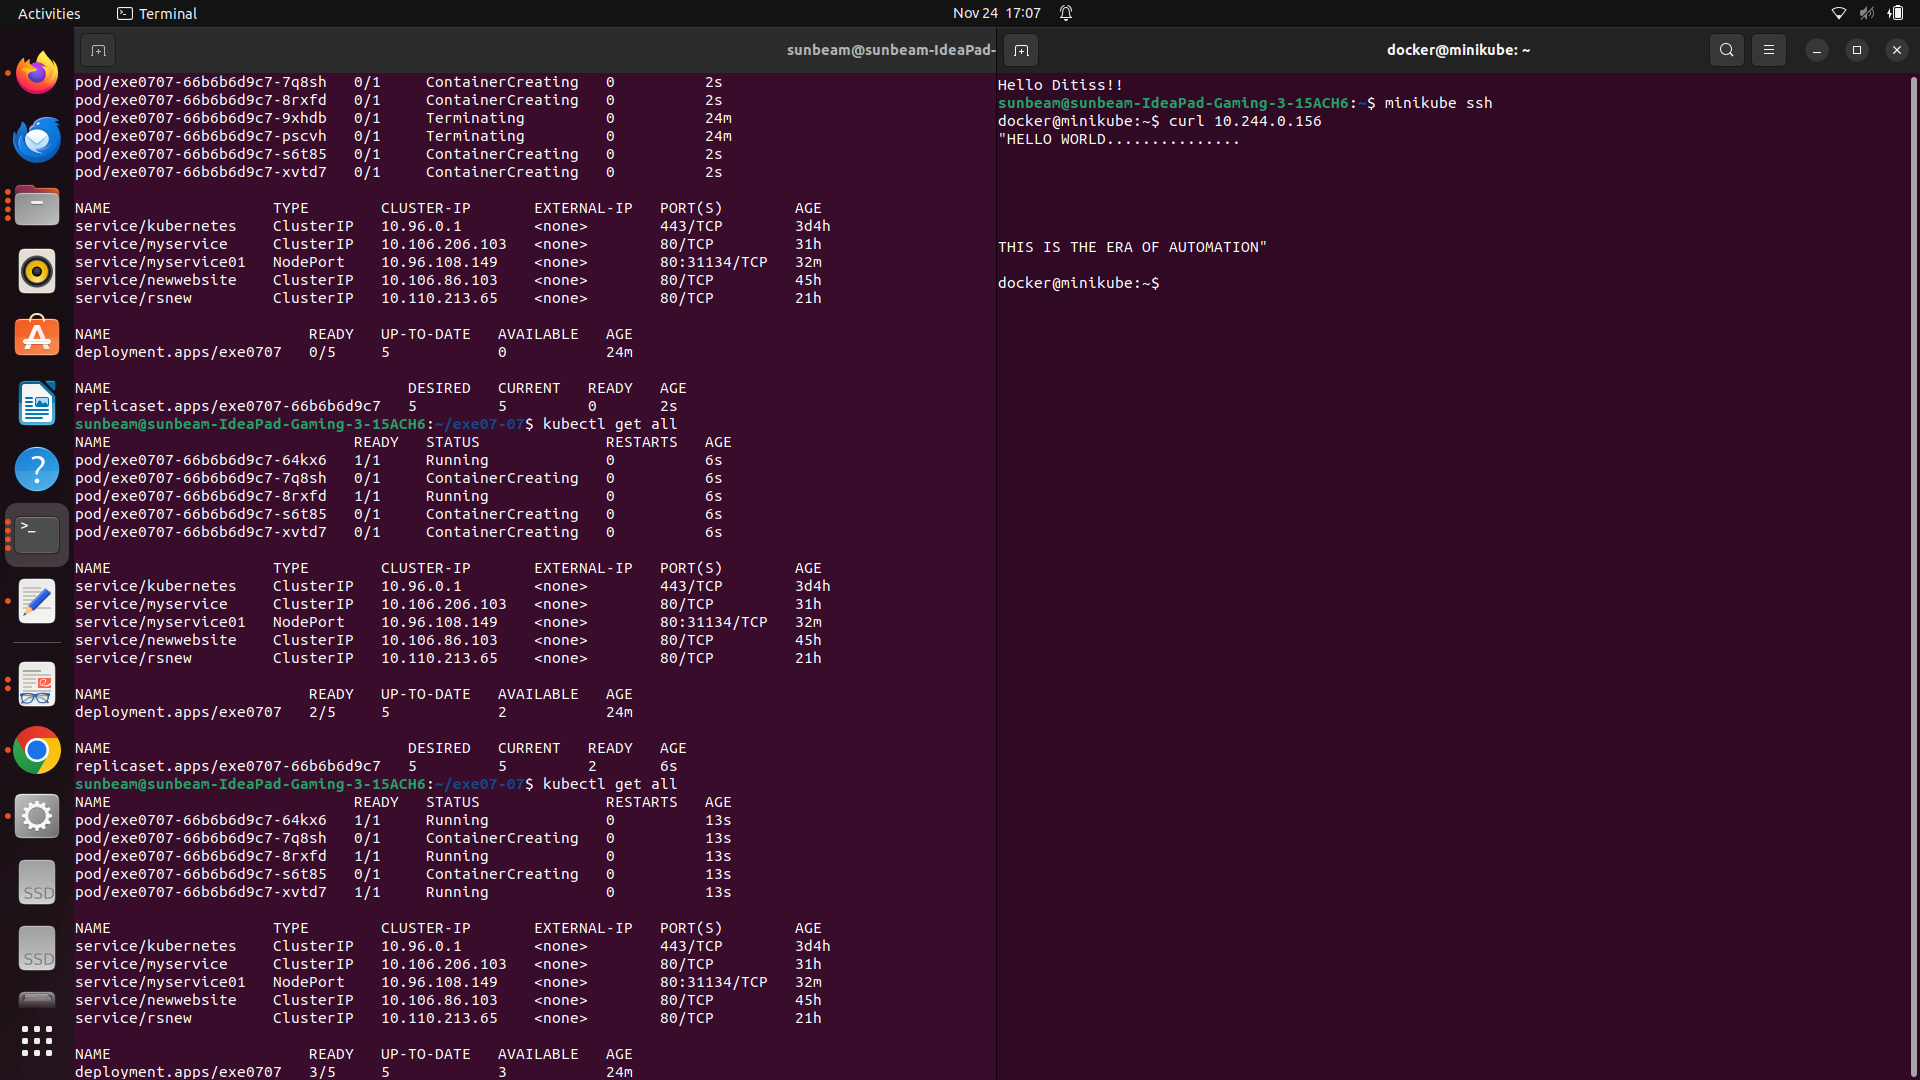 Activities
Terminal
Nov 24 17:07
sunbeam@sunbeam-IdeaPad-
pod/exe0707-66b6b6d9c7-7q8sh   0/1     ContainerCreating   0          2s
pod/exe0707-66b6b6d9c7-8rxfd   0/1     ContainerCreating   0          2s
pod/exe0707-66b6b6d9c7-9xhdb   0/1     Terminating         0          24m
pod/exe0707-66b6b6d9c7-pscvh   0/1     Terminating         0          24m
pod/exe0707-66b6b6d9c7-s6t85   0/1     ContainerCreating   0          2s
pod/exe0707-66b6b6d9c7-xvtd7   0/1     ContainerCreating   0          2s
NAME                  TYPE        CLUSTER-IP       EXTERNAL-IP   PORT(S)        AGE
service/kubernetes    ClusterIP   10.96.0.1        <none>        443/TCP        3d4h
service/myservice     ClusterIP   10.106.206.103   <none>        80/TCP         31h
service/myservice01   NodePort    10.96.108.149    <none>        80:31134/TCP   32m
service/newwebsite    ClusterIP   10.106.86.103    <none>        80/TCP         45h
service/rsnew         ClusterIP   10.110.213.65    <none>        80/TCP         21h
NAME                      READY   UP-TO-DATE   AVAILABLE   AGE
deployment.apps/exe0707   0/5     5            0           24m
NAME                                 DESIRED   CURRENT   READY   AGE
replicaset.apps/exe0707-66b6b6d9c7   5         5         0       2s
sunbeam@sunbeam-IdeaPad-Gaming-3-15ACH6:~/exe07-07$ kubectl get all
NAME                           READY   STATUS              RESTARTS   AGE
pod/exe0707-66b6b6d9c7-64kx6   1/1     Running             0          6s
pod/exe0707-66b6b6d9c7-7q8sh   0/1     ContainerCreating   0          6s
pod/exe0707-66b6b6d9c7-8rxfd   1/1     Running             0          6s
pod/exe0707-66b6b6d9c7-s6t85   0/1     ContainerCreating   0          6s
pod/exe0707-66b6b6d9c7-xvtd7   0/1     ContainerCreating   0          6s
NAME                  TYPE        CLUSTER-IP       EXTERNAL-IP   PORT(S)        AGE
service/kubernetes    ClusterIP   10.96.0.1        <none>        443/TCP        3d4h
service/myservice     ClusterIP   10.106.206.103   <none>        80/TCP         31h
service/myservice01   NodePort    10.96.108.149    <none>        80:31134/TCP   32m
service/newwebsite    ClusterIP   10.106.86.103    <none>        80/TCP         45h
service/rsnew         ClusterIP   10.110.213.65    <none>        80/TCP         21h
NAME                      READY   UP-TO-DATE   AVAILABLE   AGE
deployment.apps/exe0707   2/5     5            2           24m
NAME                                 DESIRED   CURRENT   READY   AGE
replicaset.apps/exe0707-66b6b6d9c7   5         5         2       6s
sunbeam@sunbeam-IdeaPad-Gaming-3-15ACH6:~/exe07-07$ kubectl get all
NAME                           READY   STATUS              RESTARTS   AGE
pod/exe0707-66b6b6d9c7-64kx6   1/1     Running             0          13s
pod/exe0707-66b6b6d9c7-7q8sh   0/1     ContainerCreating   0          13s
pod/exe0707-66b6b6d9c7-8rxfd   1/1     Running             0          13s
pod/exe0707-66b6b6d9c7-s6t85   0/1     ContainerCreating   0          13s
pod/exe0707-66b6b6d9c7-xvtd7   1/1     Running             0          13s
NAME                  TYPE        CLUSTER-IP       EXTERNAL-IP   PORT(S)        AGE
service/kubernetes    ClusterIP   10.96.0.1        <none>        443/TCP        3d4h
service/myservice     ClusterIP   10.106.206.103   <none>        80/TCP         31h
service/myservice01   NodePort    10.96.108.149    <none>        80:31134/TCP   32m
service/newwebsite    ClusterIP   10.106.86.103    <none>        80/TCP         45h
service/rsnew         ClusterIP   10.110.213.65    <none>        80/TCP         21h
NAME                      READY   UP-TO-DATE   AVAILABLE   AGE
deployment.apps/exe0707   3/5     5            3           24m
docker@minikube: ~
Hello Ditiss!!
sunbeam@sunbeam-IdeaPad-Gaming-3-15ACH6:~$ minikube ssh
docker@minikube:~$ curl 10.244.0.156
"HELLO WORLD...............
THIS IS THE ERA OF AUTOMATION"
docker@minikube:~$
SSD
SSD